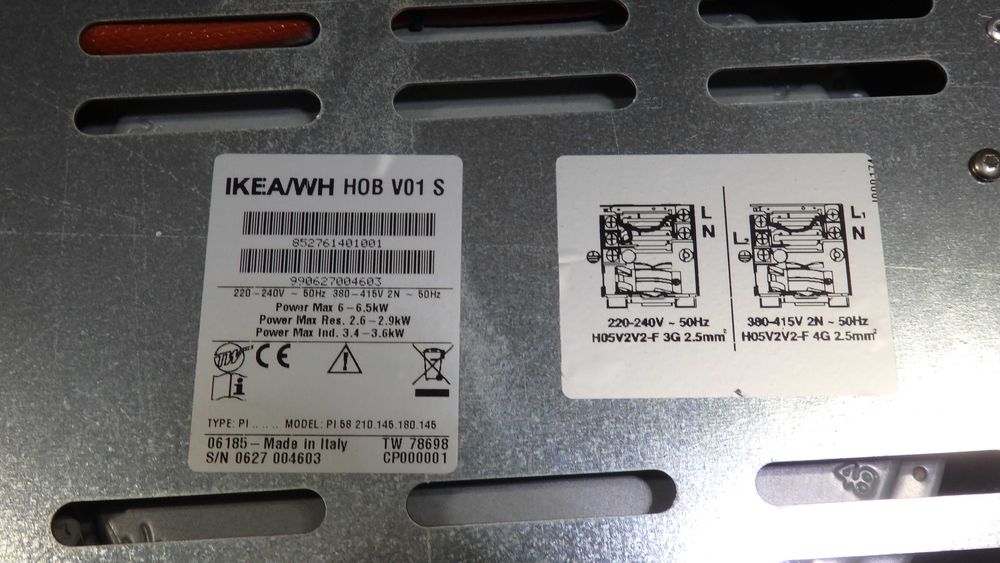 IKEA/WH HOB V01 S
852761401001
990627004603
220-240V ~ 50Hz 380-415V 2N ~ 50Hz
Power Max 6-6.5kW
Power Max Res. 2.6-2.9kW
Power Max Ind. 3.4-3.6kW
CE
i
TYPE: PI .. .. .. MODEL: PI 58 210.145.180.145
06185 – Made in Italy TW 78698
S/N 0627 004603 CP000001
L
N
L1
L2
N
220-240V ~ 50Hz
H05V2V2-F 3G 2.5mm²
380-415V 2N ~ 50Hz
H05V2V2-F 4G 2.5mm²